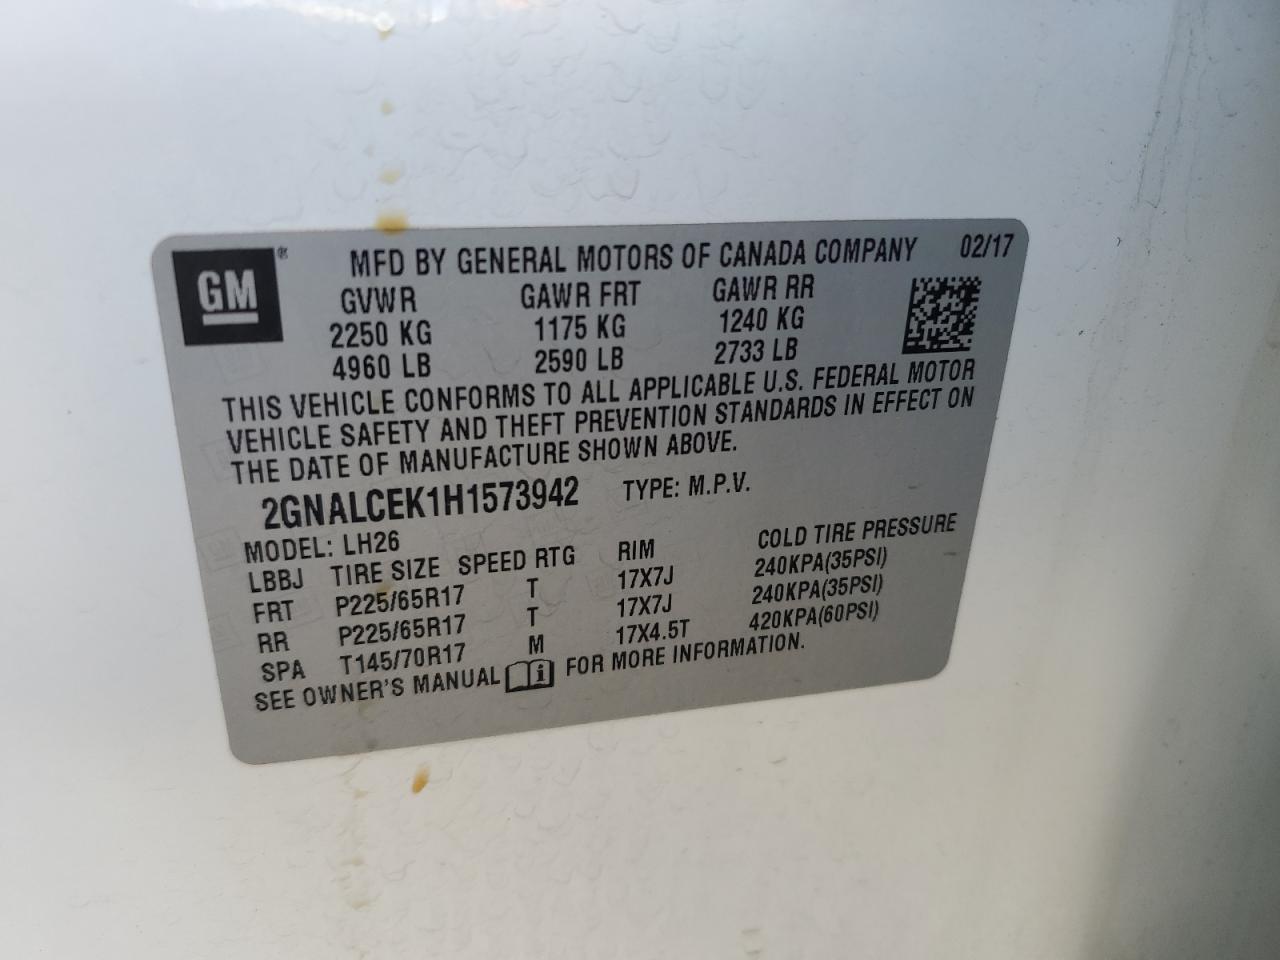 GM ® MFD BY GENERAL MOTORS OF CANADA COMPANY 02/17
GVWR GAWR FRT GAWR RR
2250 KG 1175 KG 1240 KG
4960 LB 2590 LB 2733 LB
THIS VEHICLE CONFORMS TO ALL APPLICABLE U.S. FEDERAL MOTOR
VEHICLE SAFETY AND THEFT PREVENTION STANDARDS IN EFFECT ON
THE DATE OF MANUFACTURE SHOWN ABOVE.
2GNALCEK1H1573942 TYPE: M.P.V.
MODEL: LH26
LBBJ TIRE SIZE SPEED RTG RIM COLD TIRE PRESSURE
FRT P225/65R17 T 17X7J 240KPA(35PSI)
RR P225/65R17 T 17X7J 240KPA(35PSI)
SPA T145/70R17 M 17X4.5T 420KPA(60PSI)
SEE OWNER'S MANUAL i FOR MORE INFORMATION.